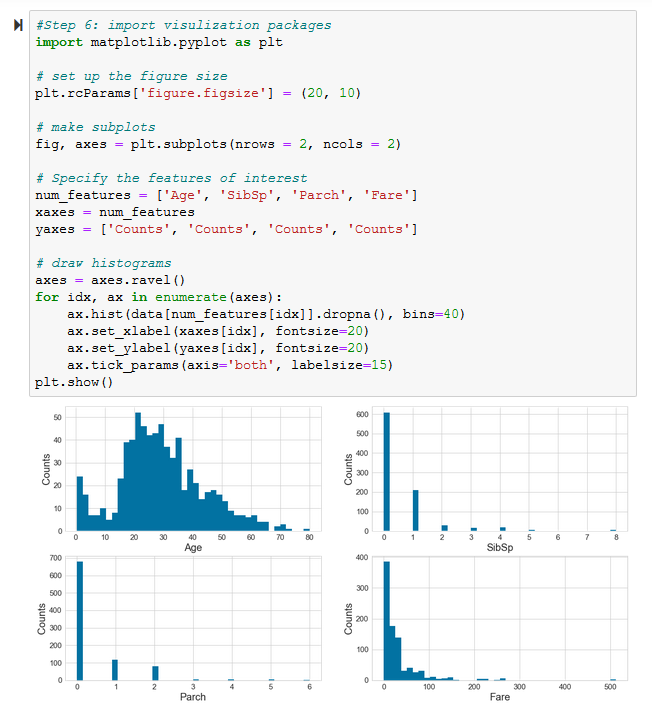 #Step 6: import visulization packages
import matplotlib.pyplot as plt
# set up the figure size
plt.rcParams['figure.figsize'] = (20, 10)
# make subplots
fig, axes = plt.subplots(nrows = 2, ncols = 2)
# Specify the features of interest
num_features = ['Age', 'SibSp', 'Parch', 'Fare']
xaxes = num_features
yaxes = ['Counts', 'Counts', 'Counts', 'Counts']
# draw histograms
axes = axes.ravel()
for idx, ax in enumerate(axes):
    ax.hist(data[num_features[idx]].dropna(), bins=40)
    ax.set_xlabel(xaxes[idx], fontsize=20)
    ax.set_ylabel(yaxes[idx], fontsize=20)
    ax.tick_params(axis='both', labelsize=15)
plt.show()
50
40
30
20
10
0
Counts
0 10 20 30 40 50 60 70 80
Age
600
500
400
300
200
100
0
Counts
0 1 2 3 4 5 6 7 8
SibSp
700
600
500
400
300
200
100
0
Counts
0 1 2 3 4 5 6
Parch
400
300
200
100
0
Counts
0 100 200 300 400 500
Fare